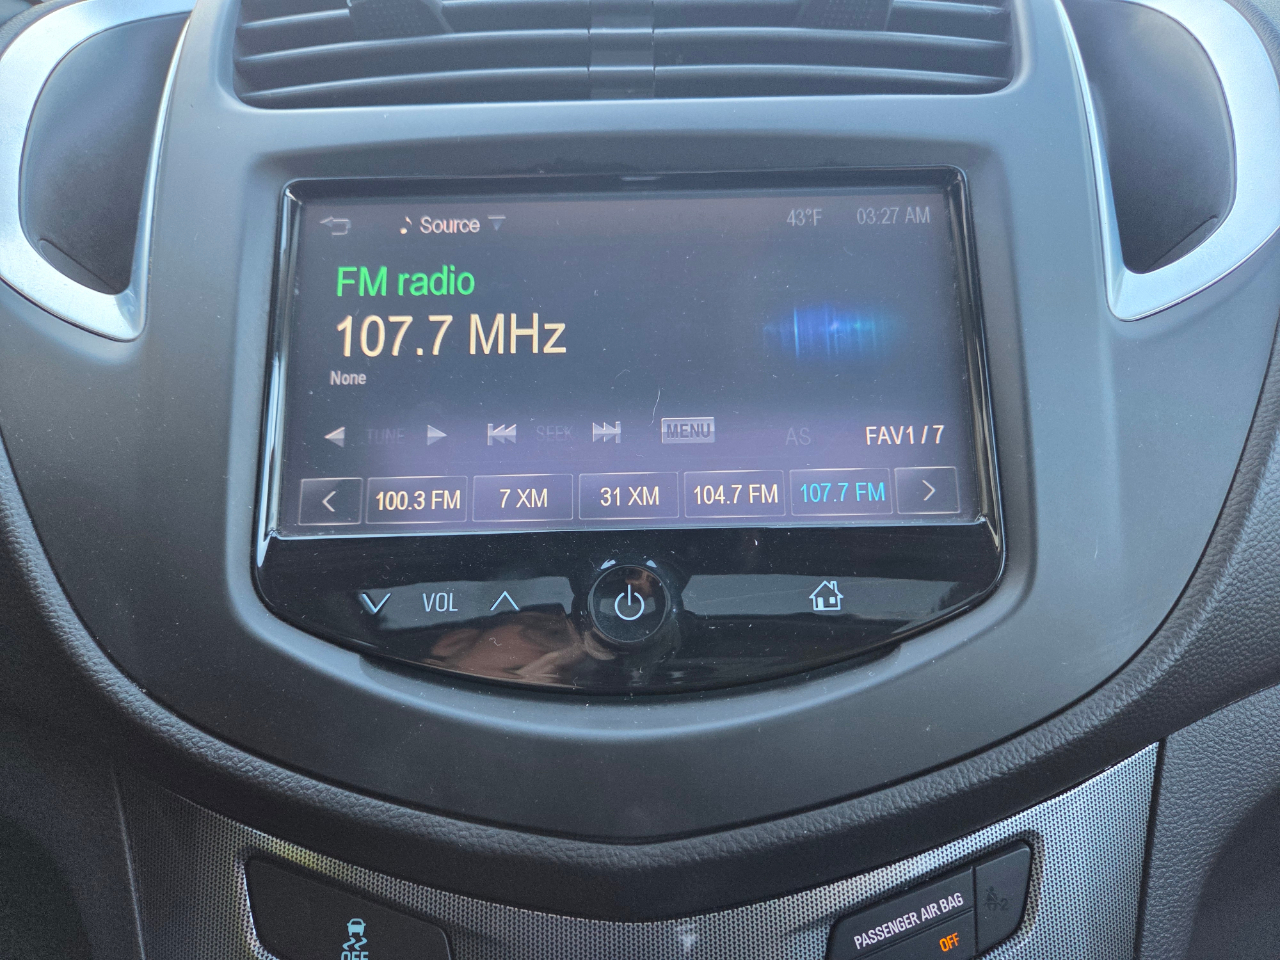 Source 43°F 03:27 AM
FM radio
107.7 MHz
None
TUNE SEEK MENU AS FAV1 / 7
100.3 FM 7 XM 31 XM 104.7 FM 107.7 FM
VOL
PASSENGER AIR BAG
OFF
OFF